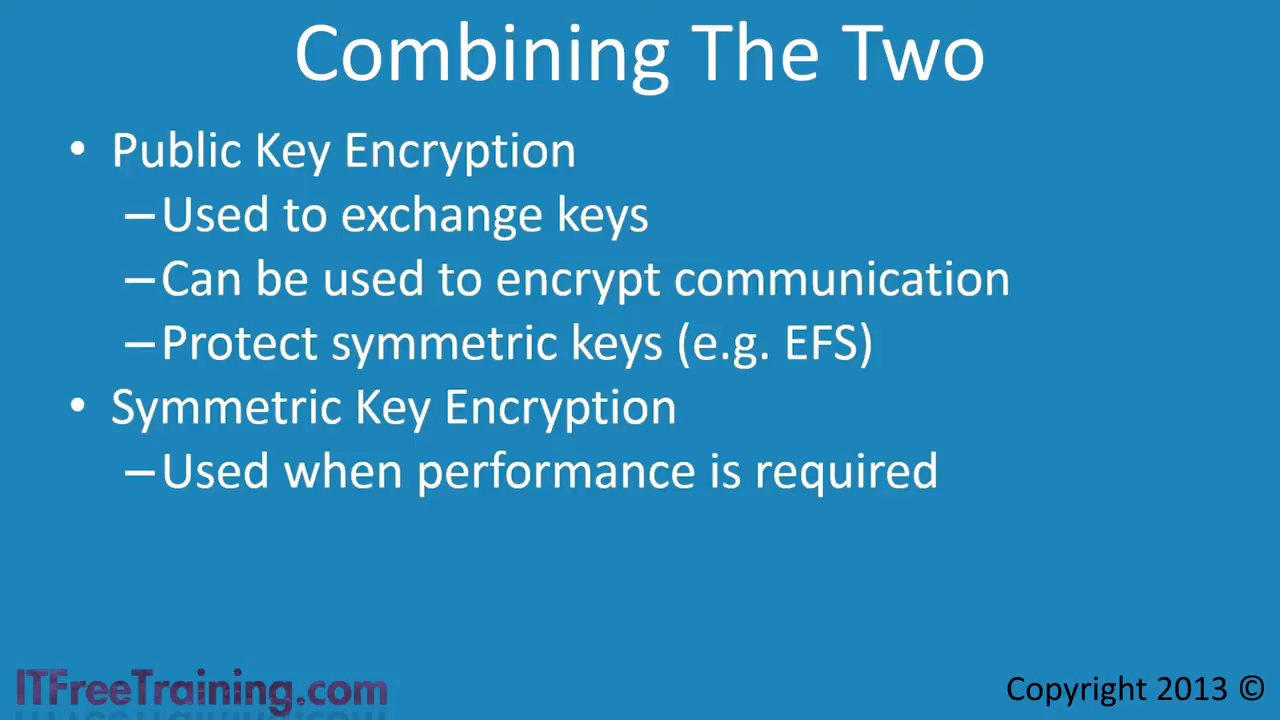 Combining The Two
• Public Key Encryption
–Used to exchange keys
–Can be used to encrypt communication
–Protect symmetric keys (e.g. EFS)
• Symmetric Key Encryption
–Used when performance is required
ITFreeTraining.com
Copyright 2013 ©